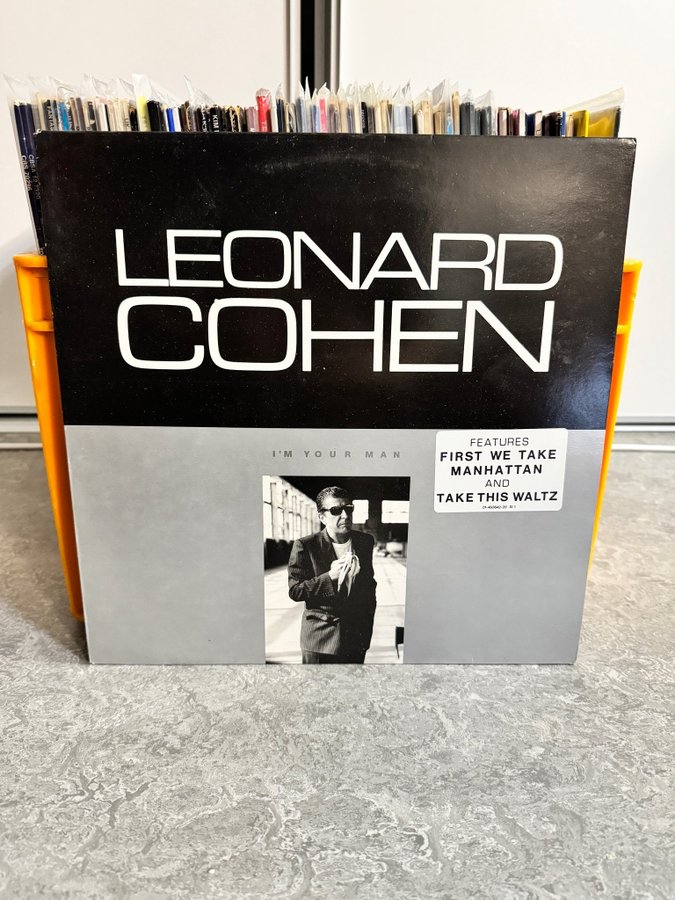 LEONARD
COHEN
I'M YOUR MAN
FEATURES
FIRST WE TAKE
MANHATTAN
AND
TAKE THIS WALTZ